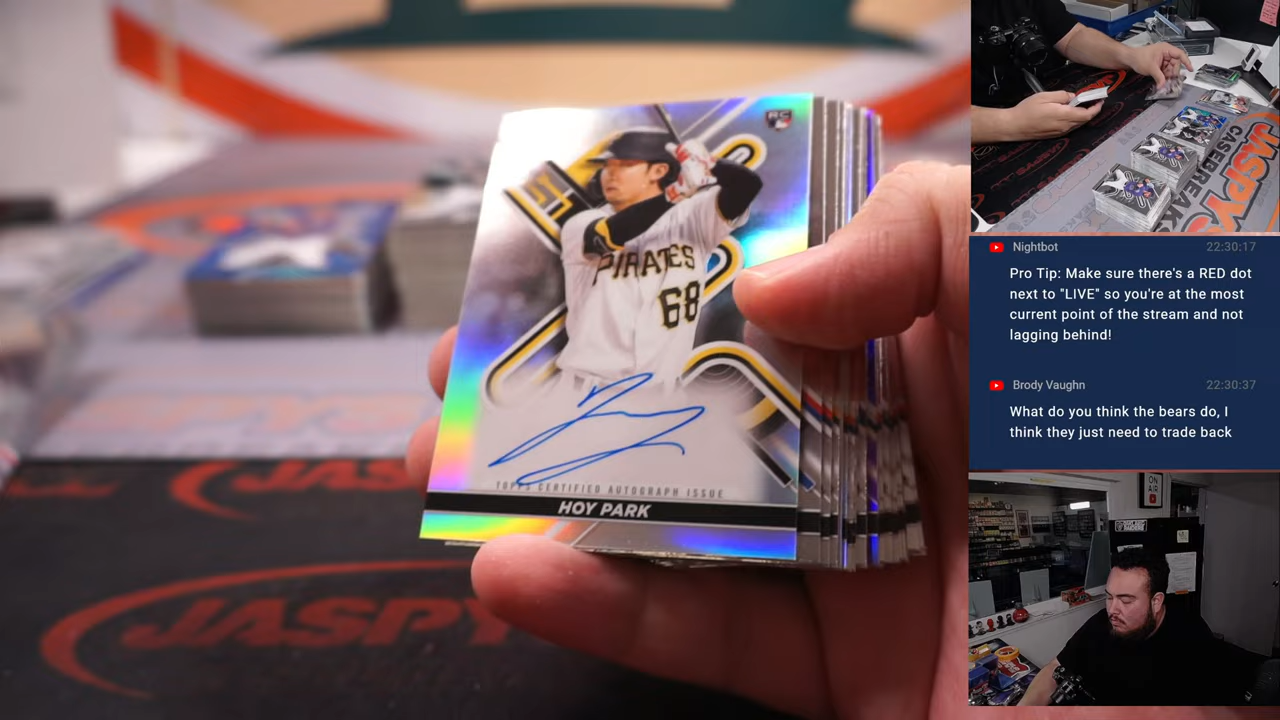 RC
51
PIRATES
68
TOPPS CERTIFIED AUTOGRAPH ISSUE
HOY PARK
JASPY
JASPY'S
CASEBREAK
Nightbot
22:30:17
Pro Tip: Make sure there's a RED dot
next to "LIVE" so you're at the most
current point of the stream and not
lagging behind!
Brody Vaughn
22:30:37
What do you think the bears do, I
think they just need to trade back
ON
AIR